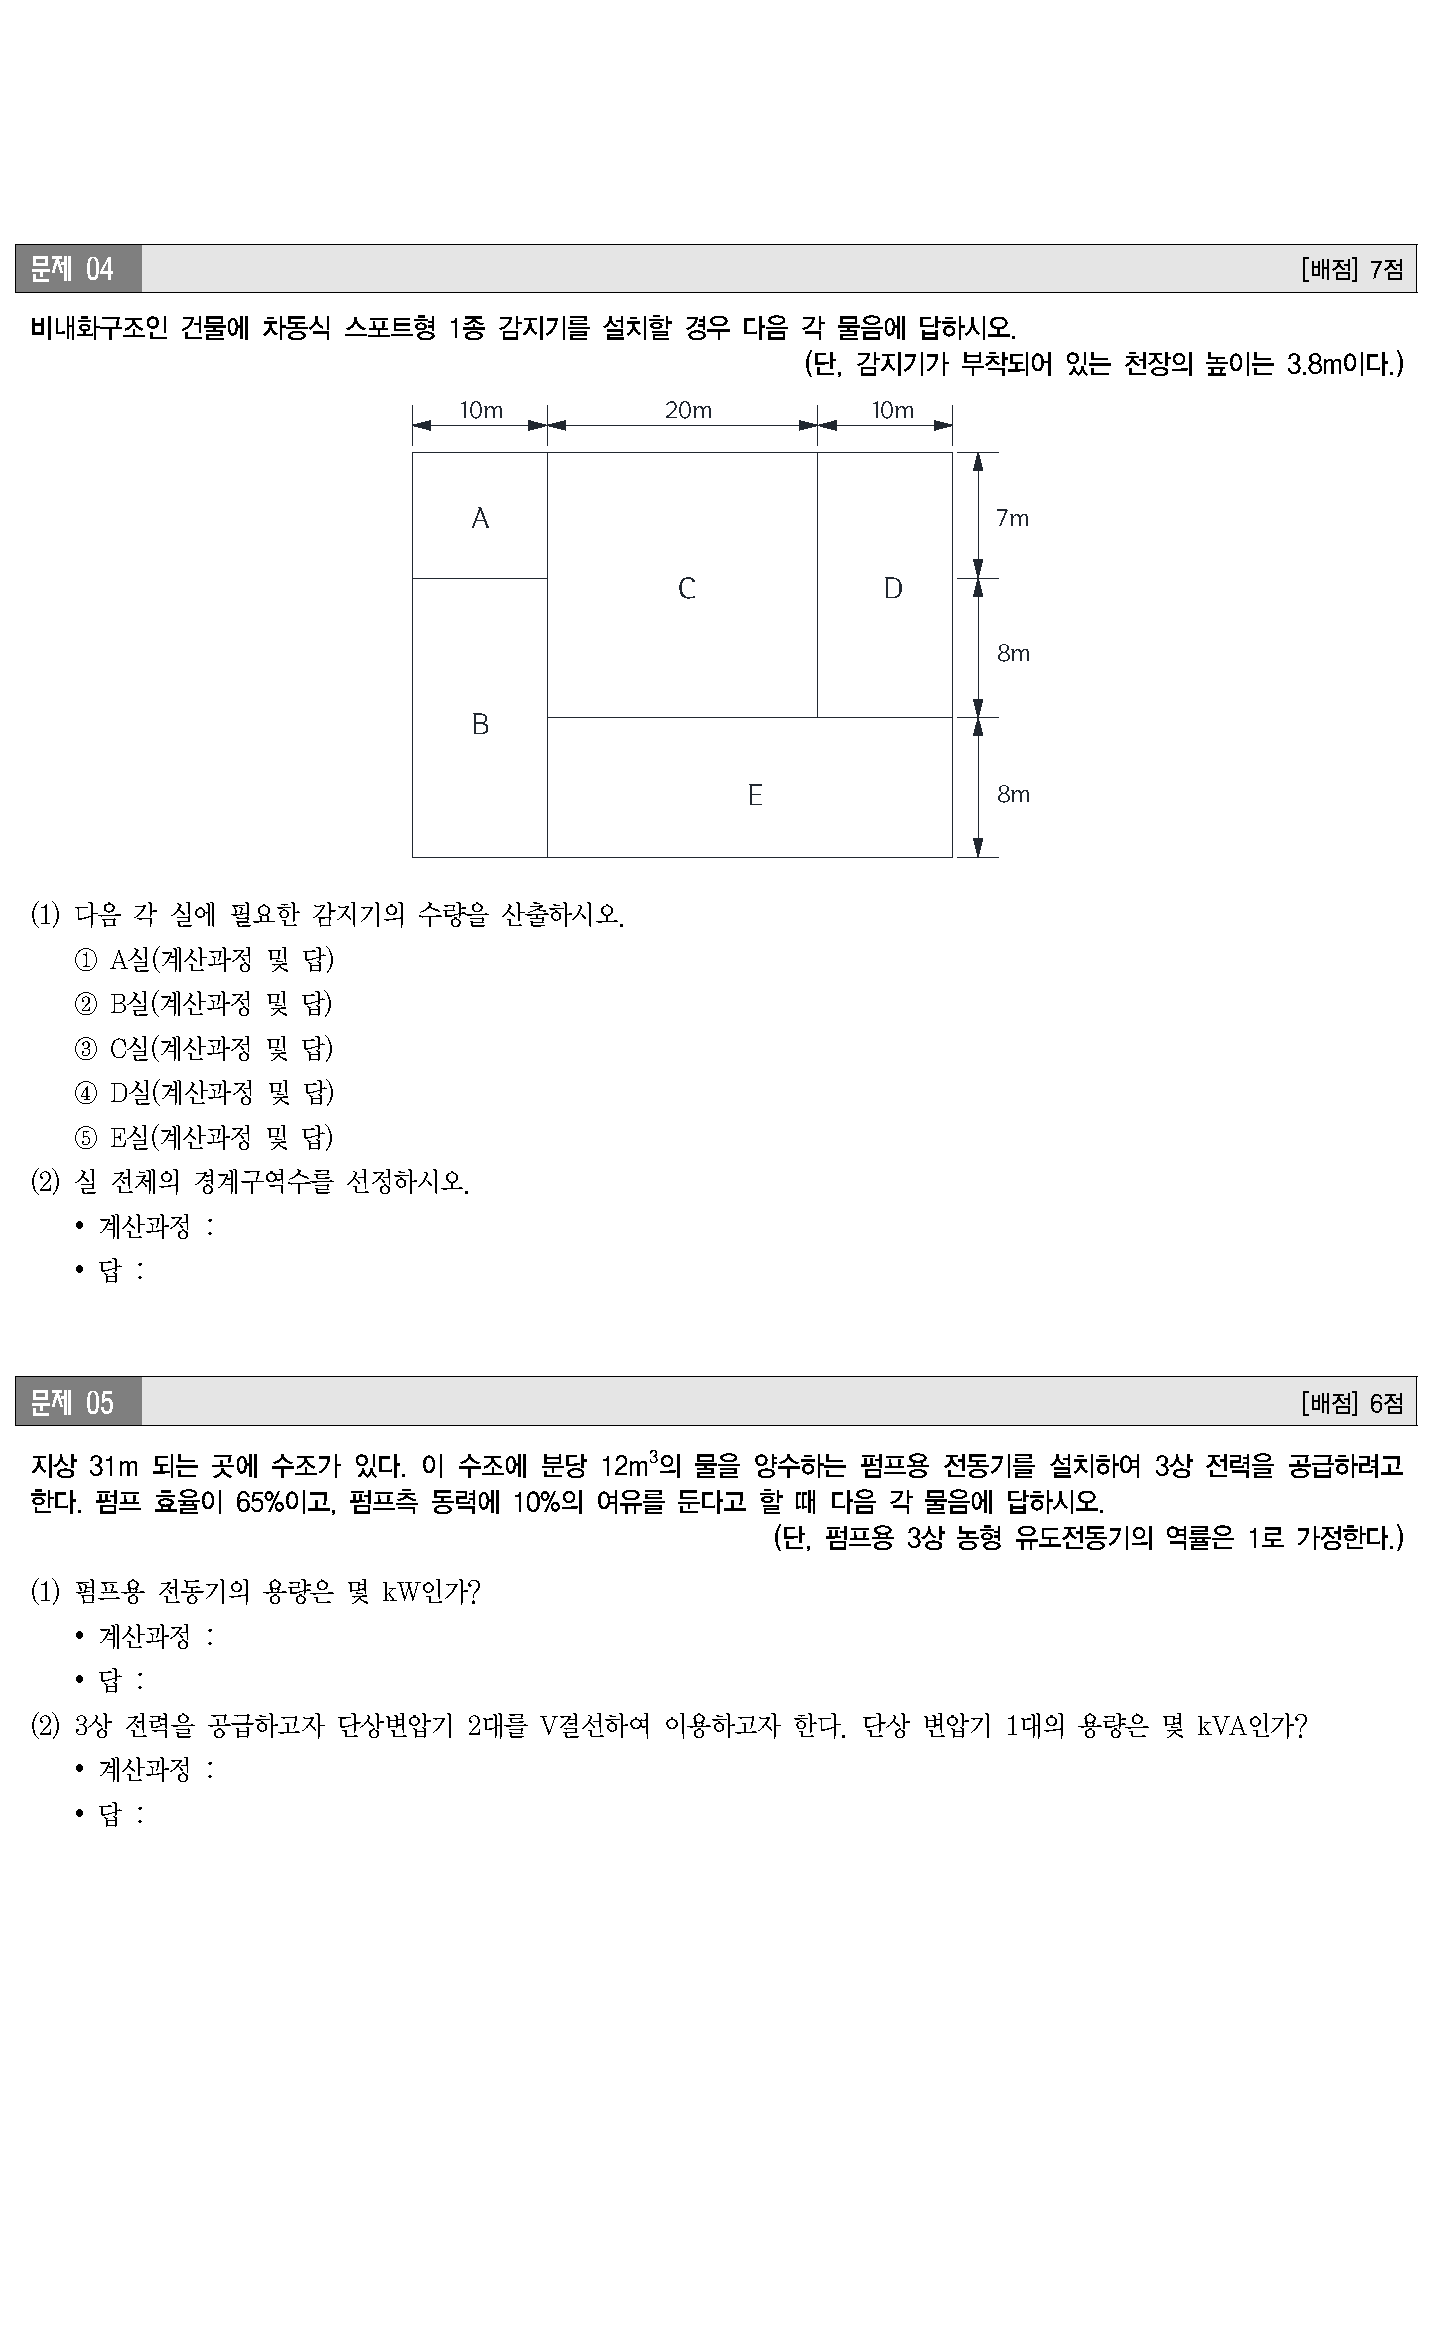 문제 04 [배점] 7점
비내화구조인 건물에 차동식 스포트형 1종 감지기를 설치할 경우 다음 각 물음에 답하시오.
(단, 감지기가 부착되어 있는 천장의 높이는 3.8m이다.)
10m 20m 10m
A
7m
C
D
8m
B
E
8m
(1) 다음 각 실에 필요한 감지기의 수량을 산출하시오.
① A실(계산과정 및 답)
② B실(계산과정 및 답)
③ C실(계산과정 및 답)
④ D실(계산과정 및 답)
⑤ E실(계산과정 및 답)
(2) 실 전체의 경계구역수를 선정하시오.
• 계산과정 :
• 답 :
문제 05 [배점] 6점
지상 31m 되는 곳에 수조가 있다. 이 수조에 분당 12m³의 물을 양수하는 펌프용 전동기를 설치하여 3상 전력을 공급하려고
한다. 펌프 효율이 65%이고, 펌프측 동력에 10%의 여유를 둔다고 할 때 다음 각 물음에 답하시오.
(단, 펌프용 3상 농형 유도전동기의 역률은 1로 가정한다.)
(1) 펌프용 전동기의 용량은 몇 kW인가?
• 계산과정 :
• 답 :
(2) 3상 전력을 공급하고자 단상변압기 2대를 V결선하여 이용하고자 한다. 단상 변압기 1대의 용량은 몇 kVA인가?
• 계산과정 :
• 답 :